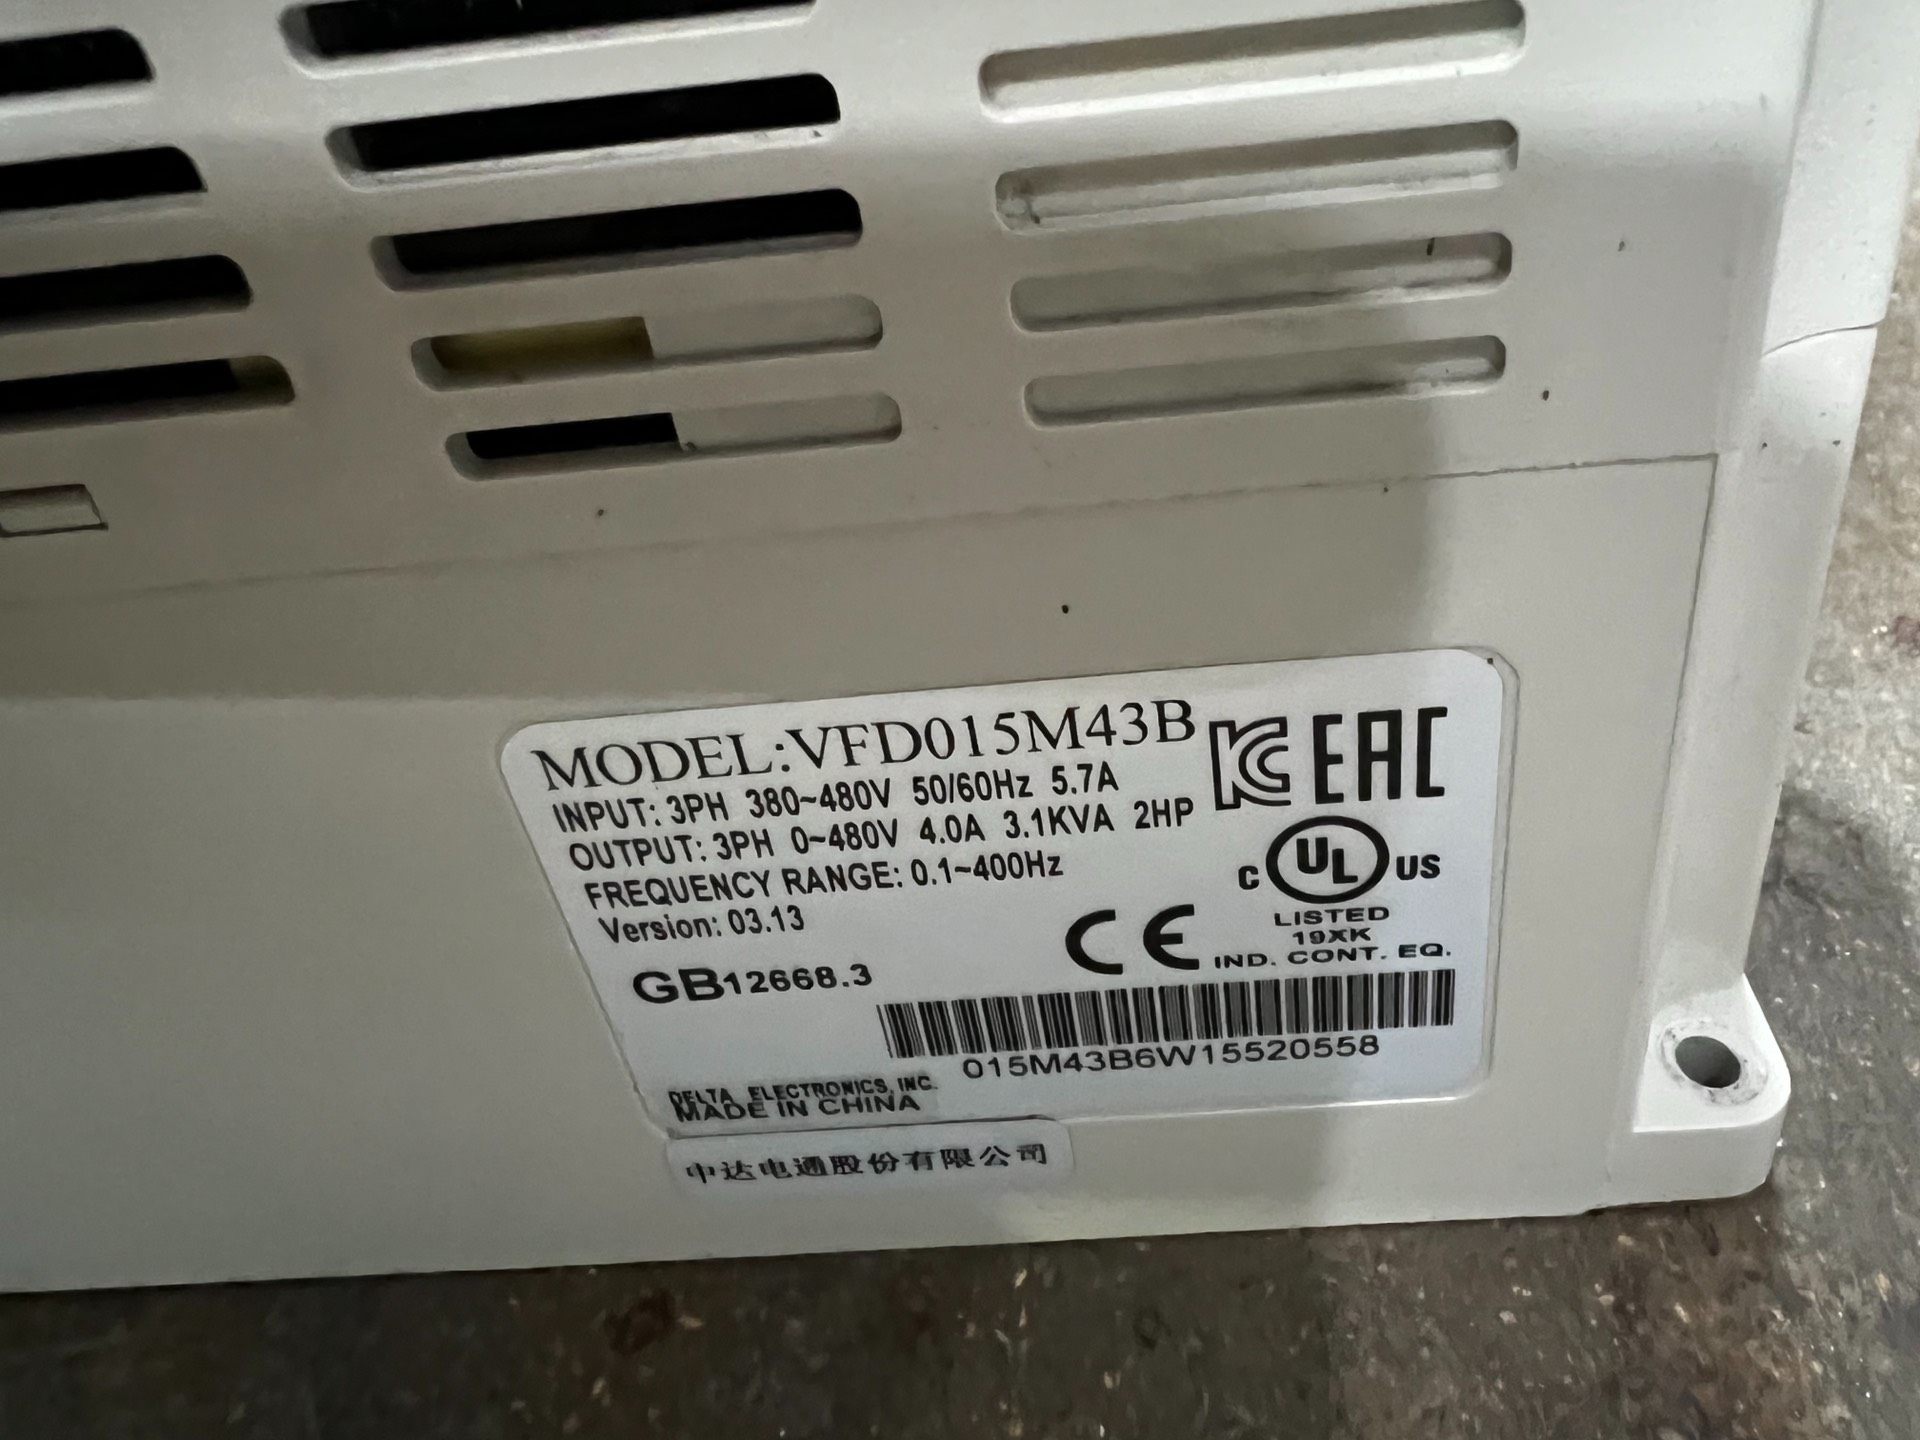 MODEL:VFD015M43B
INPUT: 3PH 380~480V 50/60Hz 5.7A
OUTPUT: 3PH 0~480V 4.0A 3.1KVA 2HP
FREQUENCY RANGE: 0.1~400Hz
Version: 03.13
GB12668.3
KC EAC
C UL US
LISTED
19XK
IND. CONT. EQ.
CE
015M43B6W15520558
DELTA ELECTRONICS, INC.
MADE IN CHINA
中达电通股份有限公司